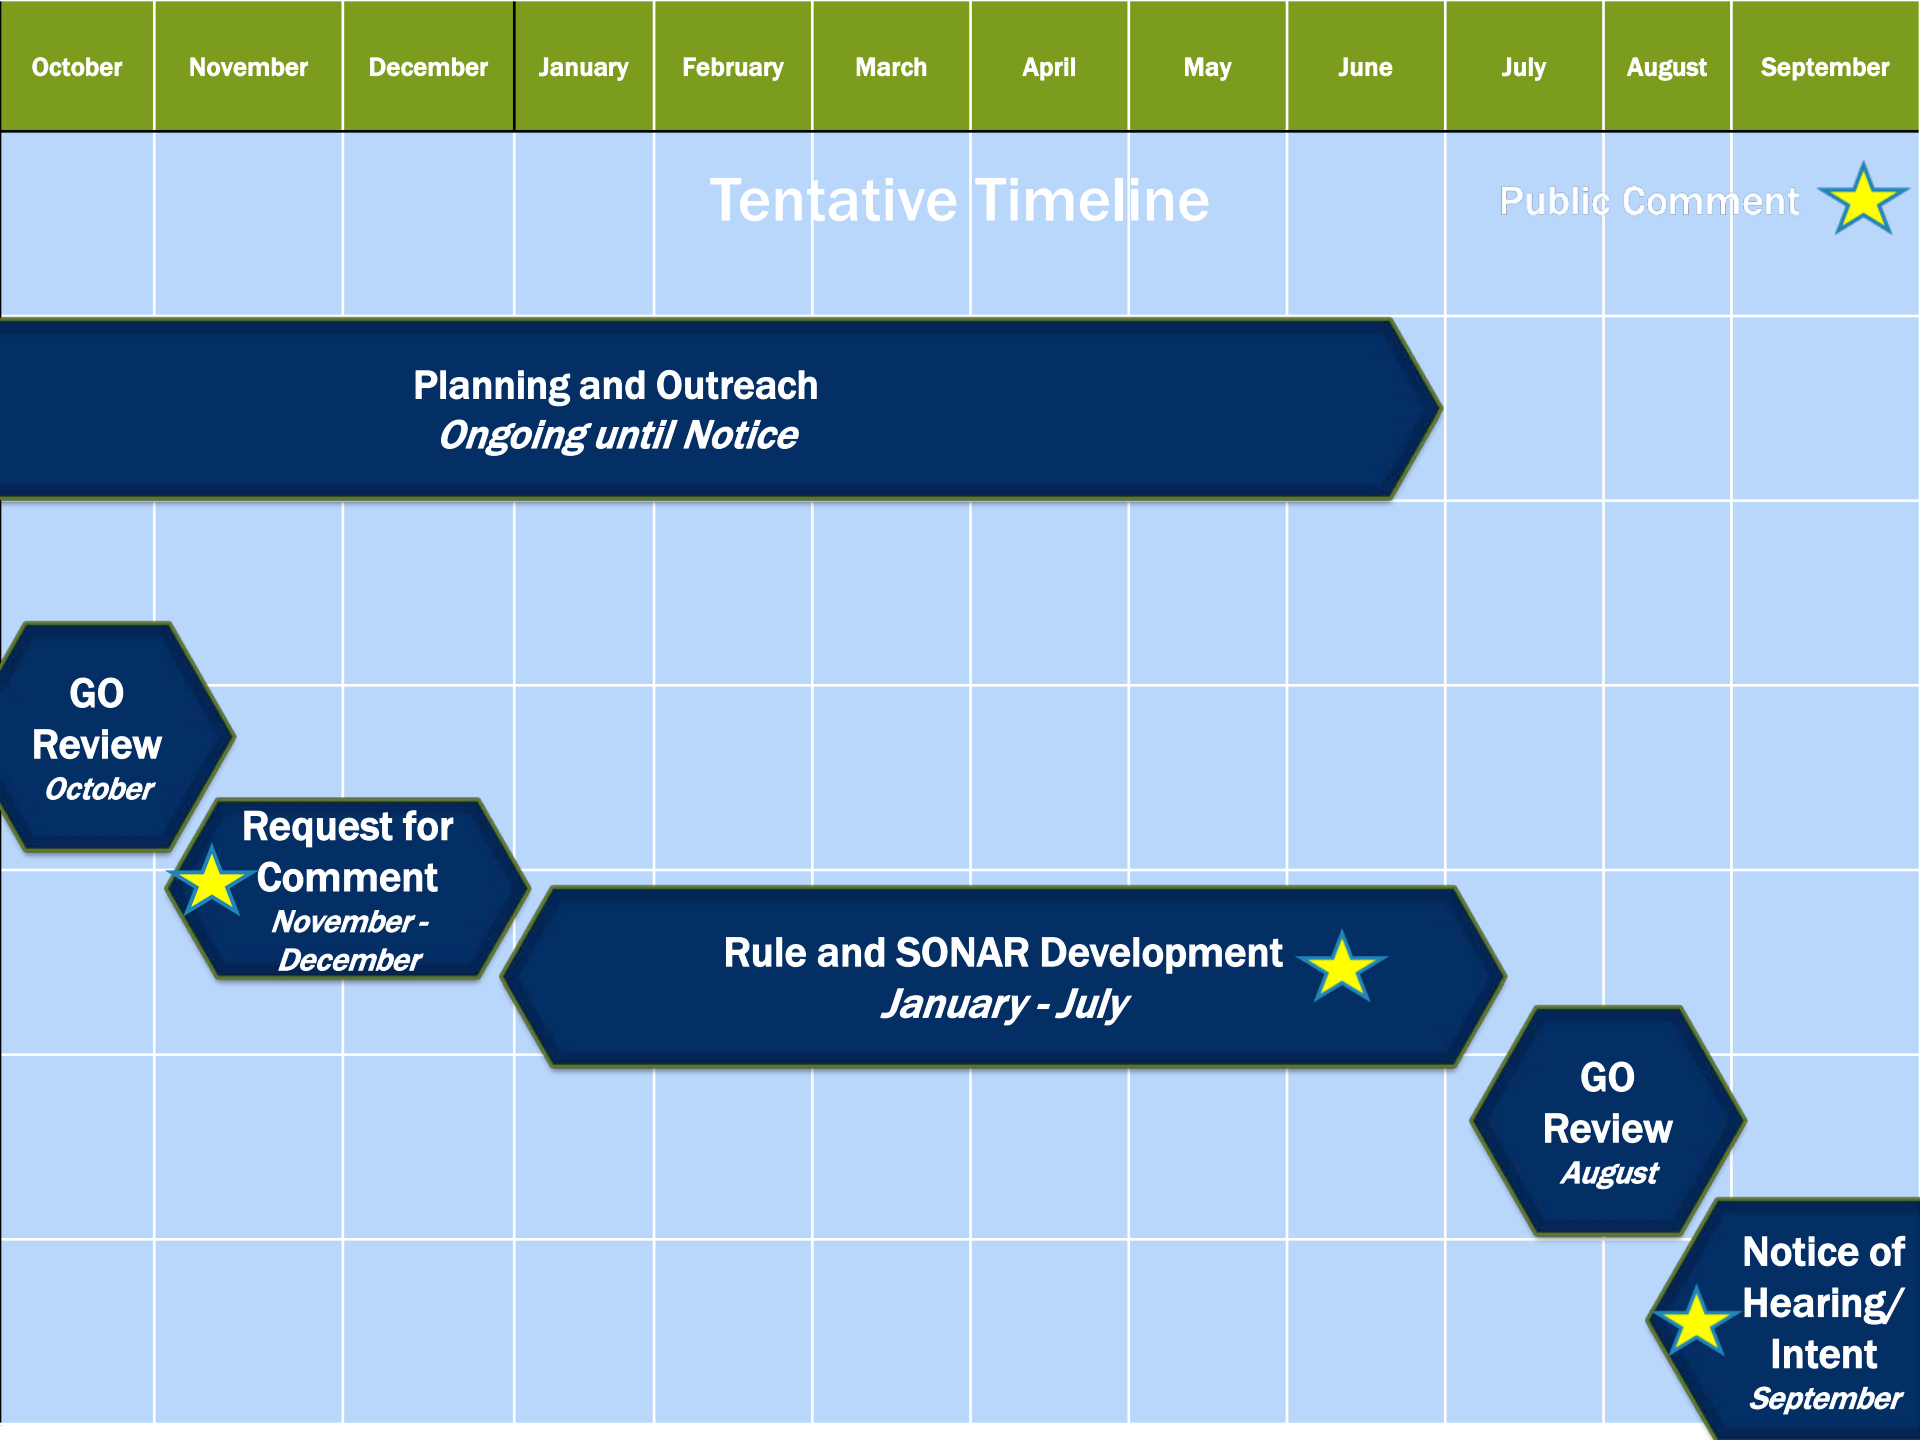 October November December January February March April May June July August September
Tentative Timeline
Public Comment
Planning and Outreach
Ongoing until Notice
GO
Review
October
Request for
Comment
November -
December
Rule and SONAR Development
January - July
GO
Review
August
Notice of
Hearing/
Intent
September